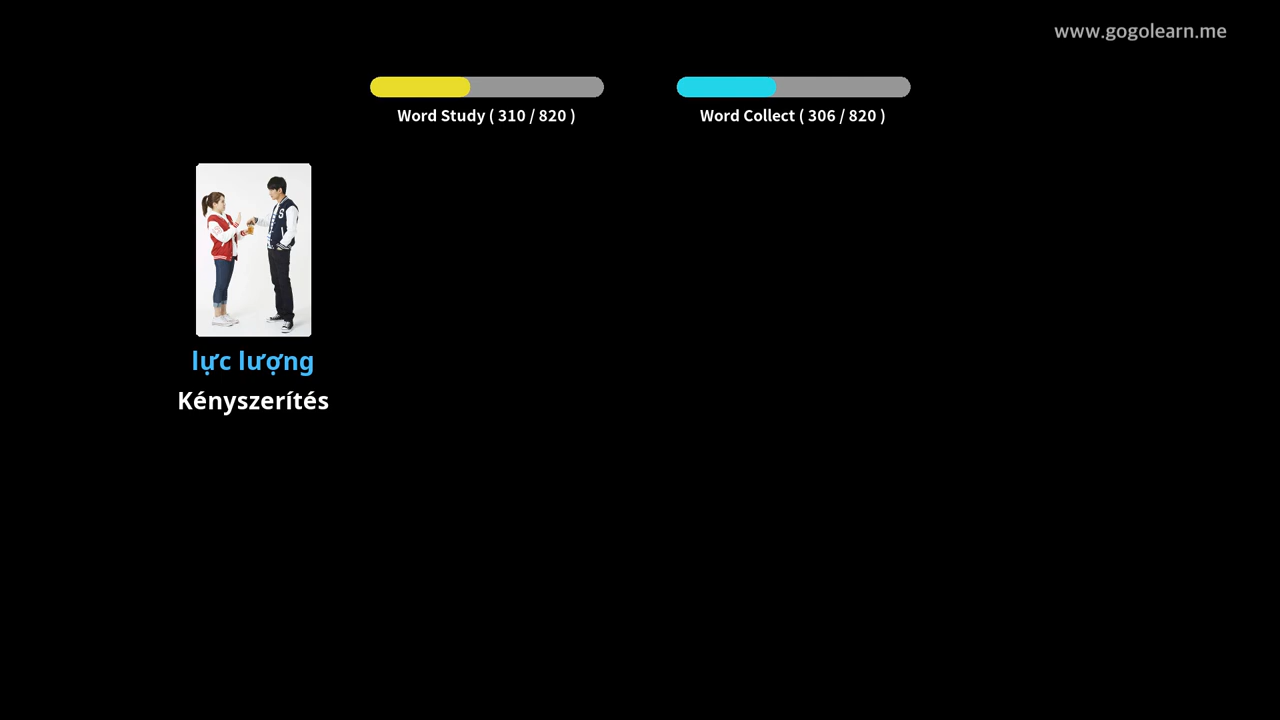 www.gogolearn.me
Word Study ( 310 / 820 )
Word Collect ( 306 / 820 )
S
lực lượng
Kényszerítés